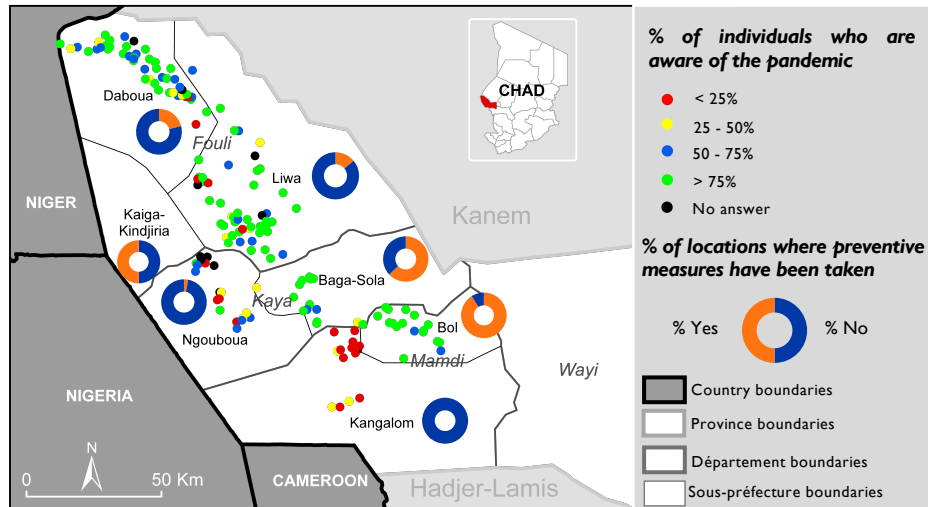 Daboua
Fouli
Liwa
NIGER
Kaiga-
Kindjiria
Kanem
CHAD
Baga-Sola
Kaya
Ngouboua
Bol
Mamdi
Wayi
NIGERIA
Kangalom
N
0 50 Km
CAMEROON
Hadjer-Lamis
% of individuals who are
aware of the pandemic
< 25%
25 - 50%
50 - 75%
> 75%
No answer
% of locations where preventive
measures have been taken
% Yes % No
Country boundaries
Province boundaries
Département boundaries
Sous-préfecture boundaries